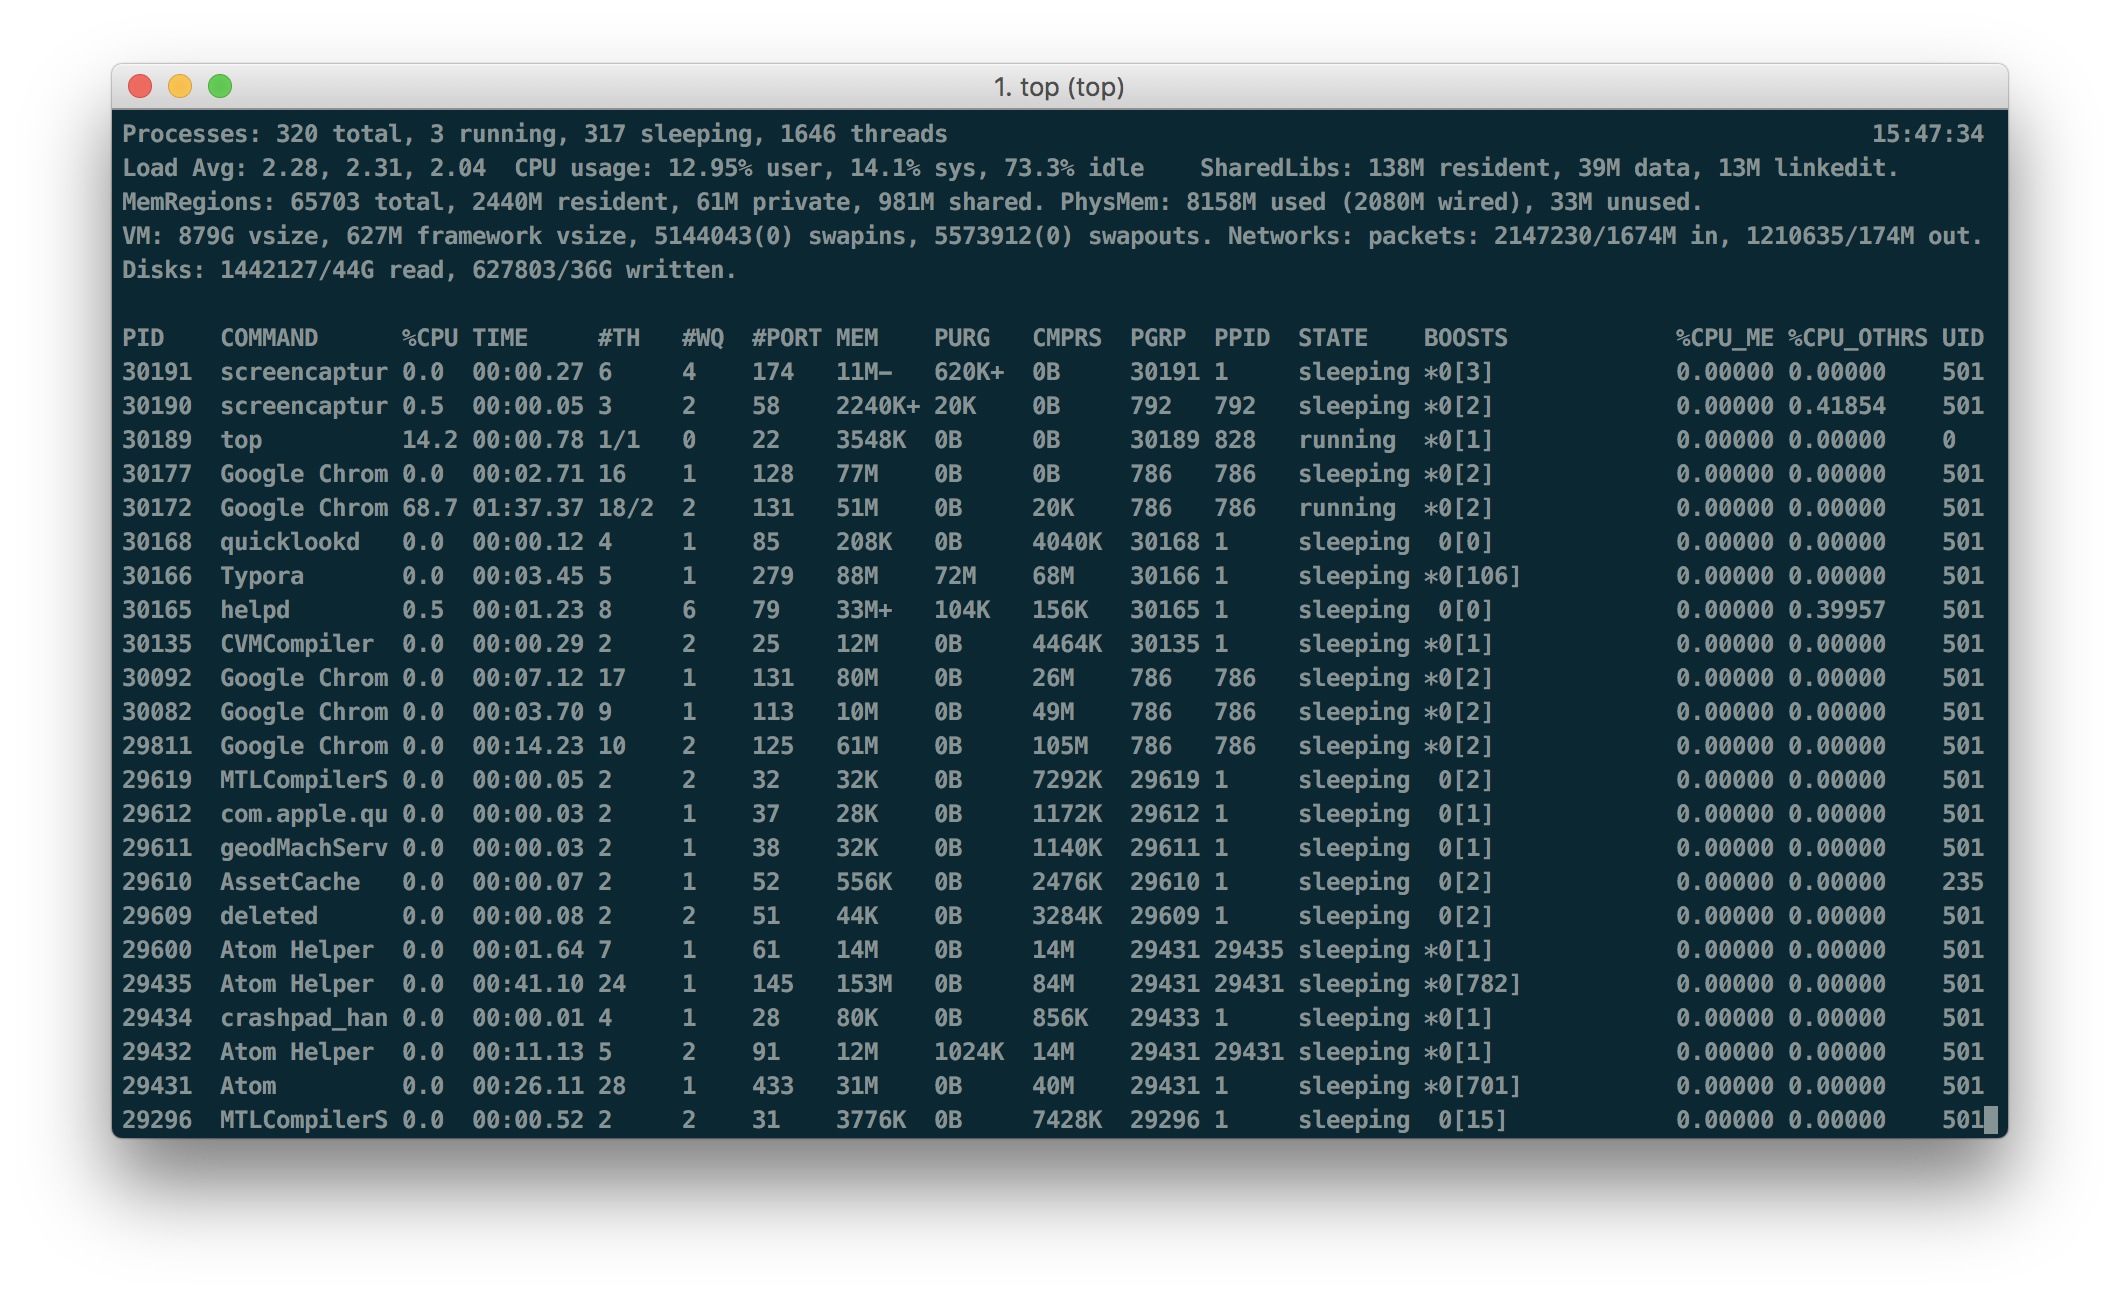 1. top (top)
Processes: 320 total, 3 running, 317 sleeping, 1646 threads 15:47:34
Load Avg: 2.28, 2.31, 2.04 CPU usage: 12.95% user, 14.1% sys, 73.3% idle SharedLibs: 138M resident, 39M data, 13M linkedit.
MemRegions: 65703 total, 2440M resident, 61M private, 981M shared. PhysMem: 8158M used (2080M wired), 33M unused.
VM: 879G vsize, 627M framework vsize, 5144043(0) swapins, 5573912(0) swapouts. Networks: packets: 2147230/1674M in, 1210635/174M out.
Disks: 1442127/44G read, 627803/36G written.
PID COMMAND %CPU TIME #TH #WQ #PORT MEM PURG CMPRS PGRP PPID STATE BOOSTS %CPU_ME %CPU_OTHRS UID
30191 screencaptur 0.0 00:00.27 6 4 174 11M- 620K+ 0B 30191 1 sleeping *0[3] 0.00000 0.00000 501
30190 screencaptur 0.5 00:00.05 3 2 58 2240K+ 20K 0B 792 792 sleeping *0[2] 0.00000 0.41854 501
30189 top 14.2 00:00.78 1/1 0 22 3548K 0B 0B 30189 828 running *0[1] 0.00000 0.00000 0
30177 Google Chrom 0.0 00:02.71 16 1 128 77M 0B 0B 786 786 sleeping *0[2] 0.00000 0.00000 501
30172 Google Chrom 68.7 01:37.37 18/2 2 131 51M 0B 20K 786 786 running *0[2] 0.00000 0.00000 501
30168 quicklookd 0.0 00:00.12 4 1 85 208K 0B 4040K 30168 1 sleeping 0[0] 0.00000 0.00000 501
30166 Typora 0.0 00:03.45 5 1 279 88M 72M 68M 30166 1 sleeping *0[106] 0.00000 0.00000 501
30165 helpd 0.5 00:01.23 8 6 79 33M+ 104K 156K 30165 1 sleeping 0[0] 0.00000 0.39957 501
30135 CVMCompiler 0.0 00:00.29 2 2 25 12M 0B 4464K 30135 1 sleeping *0[1] 0.00000 0.00000 501
30092 Google Chrom 0.0 00:07.12 17 1 131 80M 0B 26M 786 786 sleeping *0[2] 0.00000 0.00000 501
30082 Google Chrom 0.0 00:03.70 9 1 113 10M 0B 49M 786 786 sleeping *0[2] 0.00000 0.00000 501
29811 Google Chrom 0.0 00:14.23 10 2 125 61M 0B 105M 786 786 sleeping *0[2] 0.00000 0.00000 501
29619 MTLCompilerS 0.0 00:00.05 2 2 32 32K 0B 7292K 29619 1 sleeping 0[2] 0.00000 0.00000 501
29612 com.apple.qu 0.0 00:00.03 2 1 37 28K 0B 1172K 29612 1 sleeping 0[1] 0.00000 0.00000 501
29611 geodMachServ 0.0 00:00.03 2 1 38 32K 0B 1140K 29611 1 sleeping 0[1] 0.00000 0.00000 501
29610 AssetCache 0.0 00:00.07 2 1 52 556K 0B 2476K 29610 1 sleeping 0[2] 0.00000 0.00000 235
29609 deleted 0.0 00:00.08 2 2 51 44K 0B 3284K 29609 1 sleeping 0[2] 0.00000 0.00000 501
29600 Atom Helper 0.0 00:01.64 7 1 61 14M 0B 14M 29431 29435 sleeping *0[1] 0.00000 0.00000 501
29435 Atom Helper 0.0 00:41.10 24 1 145 153M 0B 84M 29431 29431 sleeping *0[782] 0.00000 0.00000 501
29434 crashpad_han 0.0 00:00.01 4 1 28 80K 0B 856K 29433 1 sleeping *0[1] 0.00000 0.00000 501
29432 Atom Helper 0.0 00:11.13 5 2 91 12M 1024K 14M 29431 29431 sleeping *0[1] 0.00000 0.00000 501
29431 Atom 0.0 00:26.11 28 1 433 31M 0B 40M 29431 1 sleeping *0[701] 0.00000 0.00000 501
29296 MTLCompilerS 0.0 00:00.52 2 2 31 3776K 0B 7428K 29296 1 sleeping 0[15] 0.00000 0.00000 501